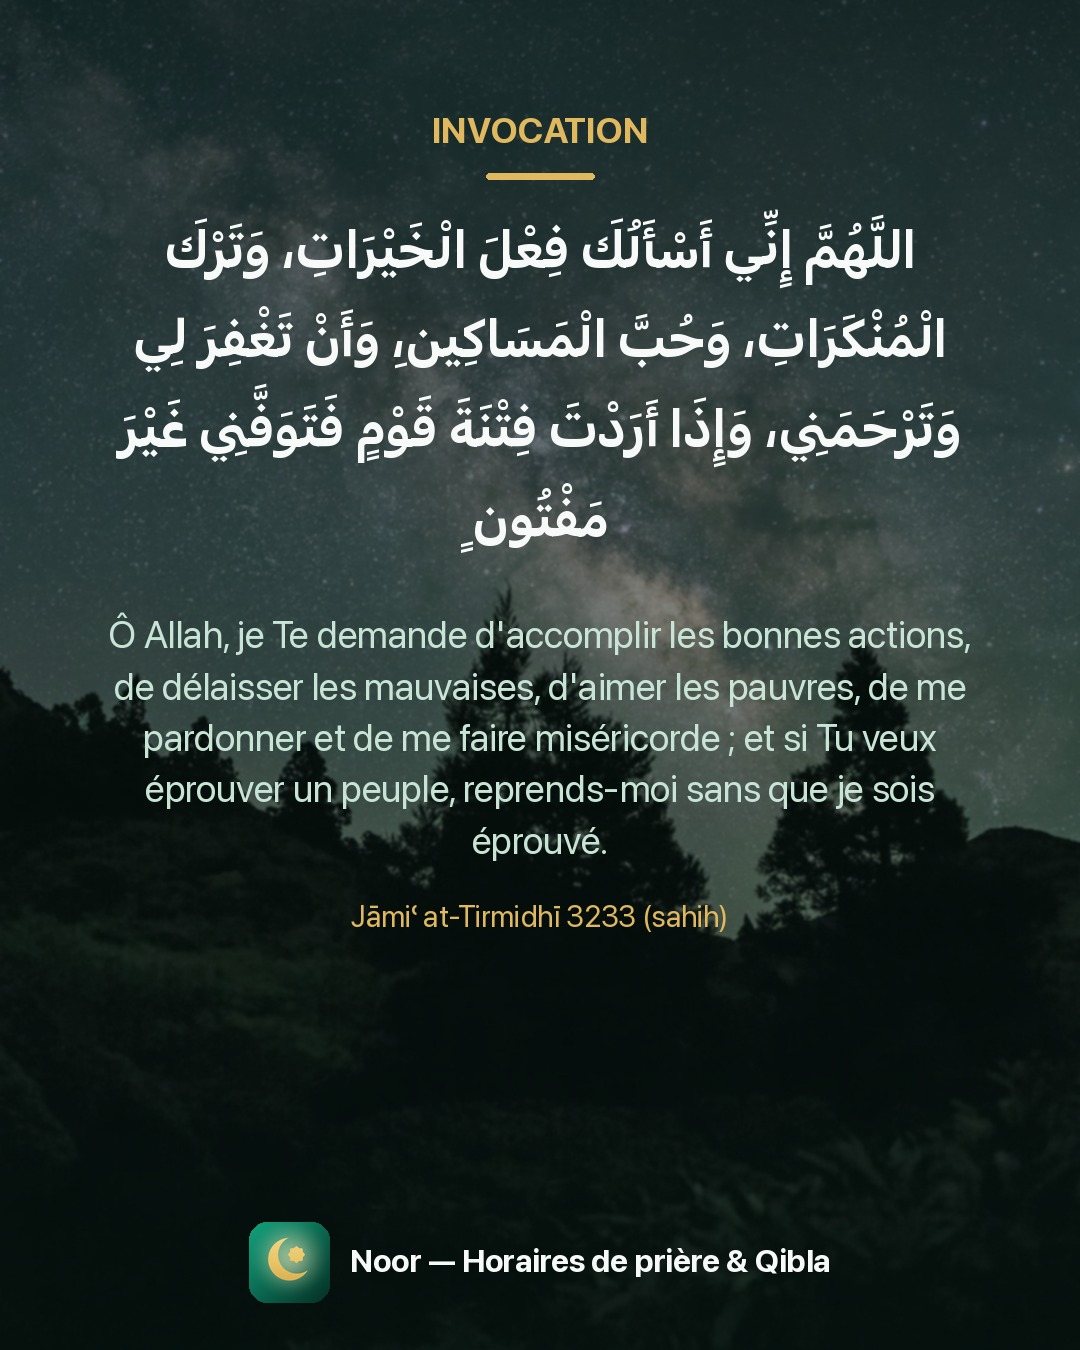 INVOCATION
اللَّهُمَّ إِنِّي أَسْأَلُكَ فِعْلَ الْخَيْرَاتِ، وَتَرْكَ
الْمُنْكَرَاتِ، وَحُبَّ الْمَسَاكِينِ، وَأَنْ تَغْفِرَ لِي
وَتَرْحَمَنِي، وَإِذَا أَرَدْتَ فِتْنَةَ قَوْمٍ فَتَوَفَّنِي غَيْرَ
مَفْتُونٍ
Ô Allah, je Te demande d'accomplir les bonnes actions,
de délaisser les mauvaises, d'aimer les pauvres, de me
pardonner et de me faire miséricorde ; et si Tu veux
éprouver un peuple, reprends-moi sans que je sois
éprouvé.
Jāmiʿ at-Tirmidhī 3233 (sahih)
Noor — Horaires de prière & Qibla